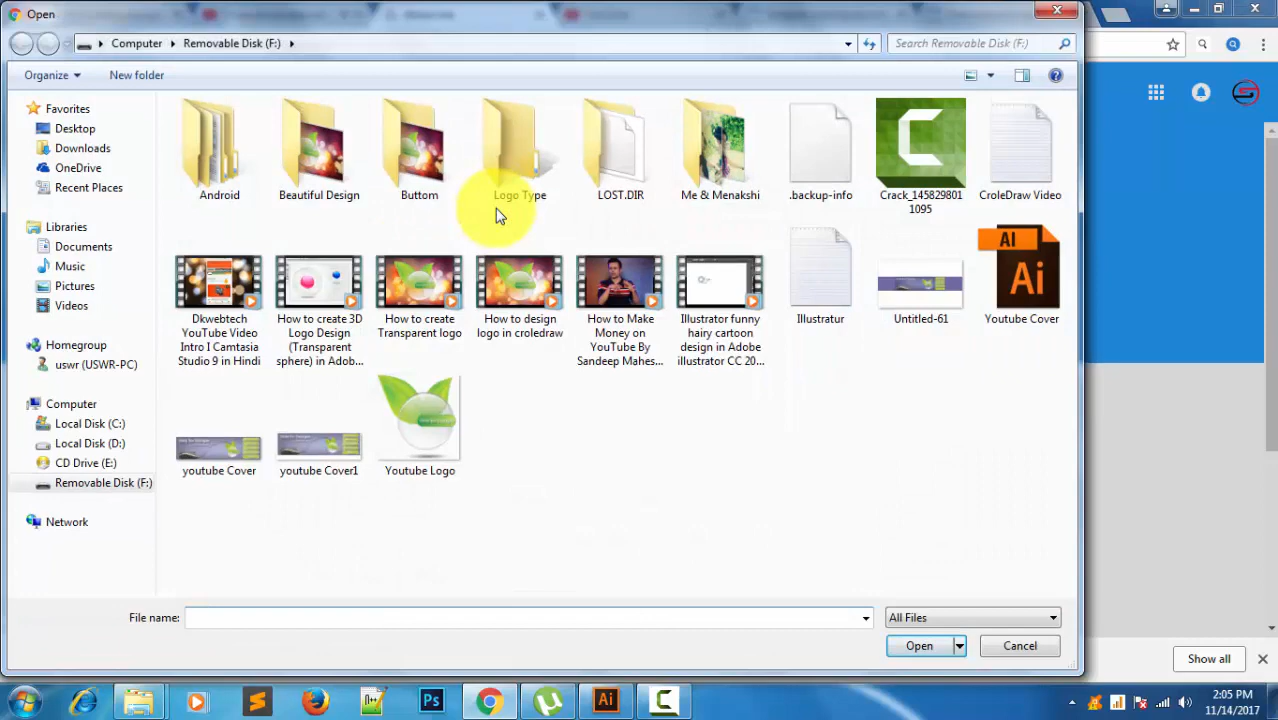 Open
Computer Removable Disk (F:)
Search Removable Disk (F:)
Organize
New folder
Favorites
Desktop
Downloads
OneDrive
Recent Places
Libraries
Documents
Music
Pictures
Videos
Homegroup
uswr (USWR-PC)
Computer
Local Disk (C:)
Local Disk (D:)
CD Drive (E:)
Removable Disk (F:)
Network
Android
Beautiful Design
Buttom
Logo Type
LOST.DIR
Me & Menakshi
.backup-info
Crack_145829801
1095
CroleDraw Video
Dkwebtech
YouTube Video
Intro I Camtasia
Studio 9 in Hindi
How to create 3D
Logo Design
(Transparent
sphere) in Adob...
How to create
Transparent logo
How to design
logo in croledraw
How to Make
Money on
YouTube By
Sandeep Mahes...
Illustrator funny
hairy cartoon
design in Adobe
illustrator CC 20...
Illustratur
Untitled-61
AI
Ai
Youtube Cover
youtube Cover
youtube Cover1
Youtube Logo
File name:
All Files
Open
Cancel
Show all
Ps
Ai
2:05 PM
11/14/2017